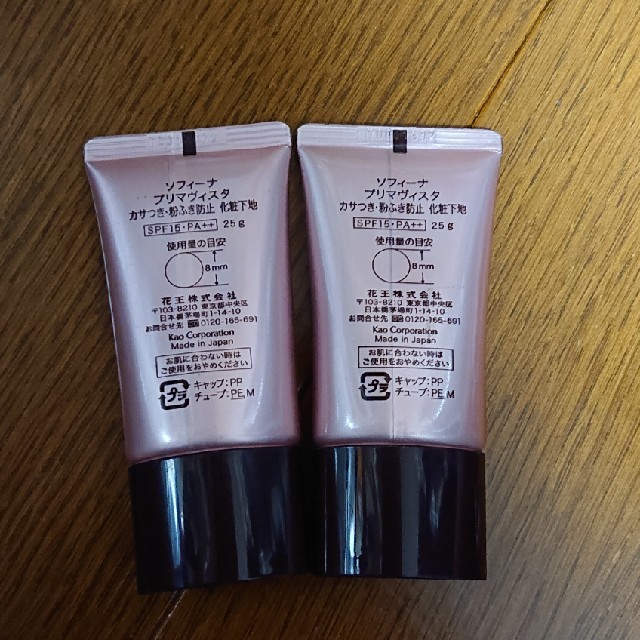 ソフィーナ
プリマヴィスタ
カサつき・粉ふき防止 化粧下地
SPF15・PA++ 25g
使用量の目安
8mm
花王株式会社
〒103-8210 東京都中央区
日本橋茅場町1-14-10
お問合せ先 0120-165-691
Kao Corporation
Made in Japan
お肌に合わない時は
ご使用をおやめください
プラ
キャップ:PP
チューブ:PE,M
ソフィーナ
プリマヴィスタ
カサつき・粉ふき防止 化粧下地
SPF15・PA++ 25g
使用量の目安
8mm
花王株式会社
〒103-8210 東京都中央区
日本橋茅場町1-14-10
お問合せ先 0120-165-691
Kao Corporation
Made in Japan
お肌に合わない時は
ご使用をおやめください
プラ
キャップ:PP
チューブ:PE,M